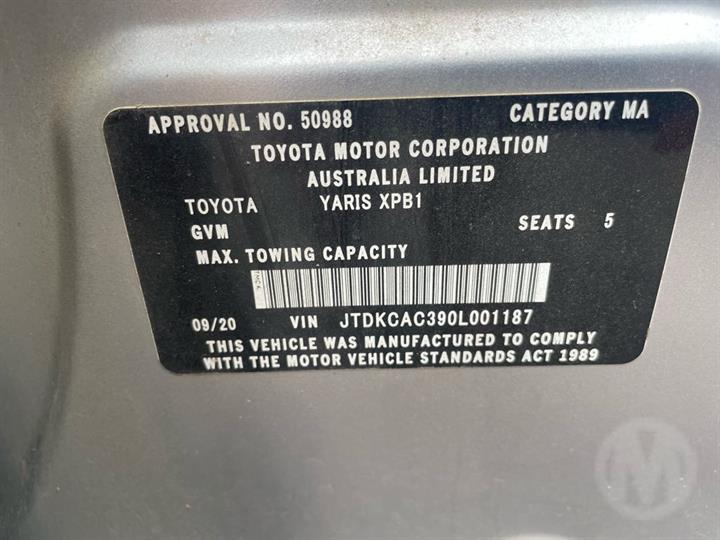 APPROVAL NO. 50988 CATEGORY MA
TOYOTA MOTOR CORPORATION
AUSTRALIA LIMITED
TOYOTA YARIS XPB1
GVM SEATS 5
MAX. TOWING CAPACITY
09/20 VIN JTDKCAC390L001187
THIS VEHICLE WAS MANUFACTURED TO COMPLY
WITH THE MOTOR VEHICLE STANDARDS ACT 1989
M